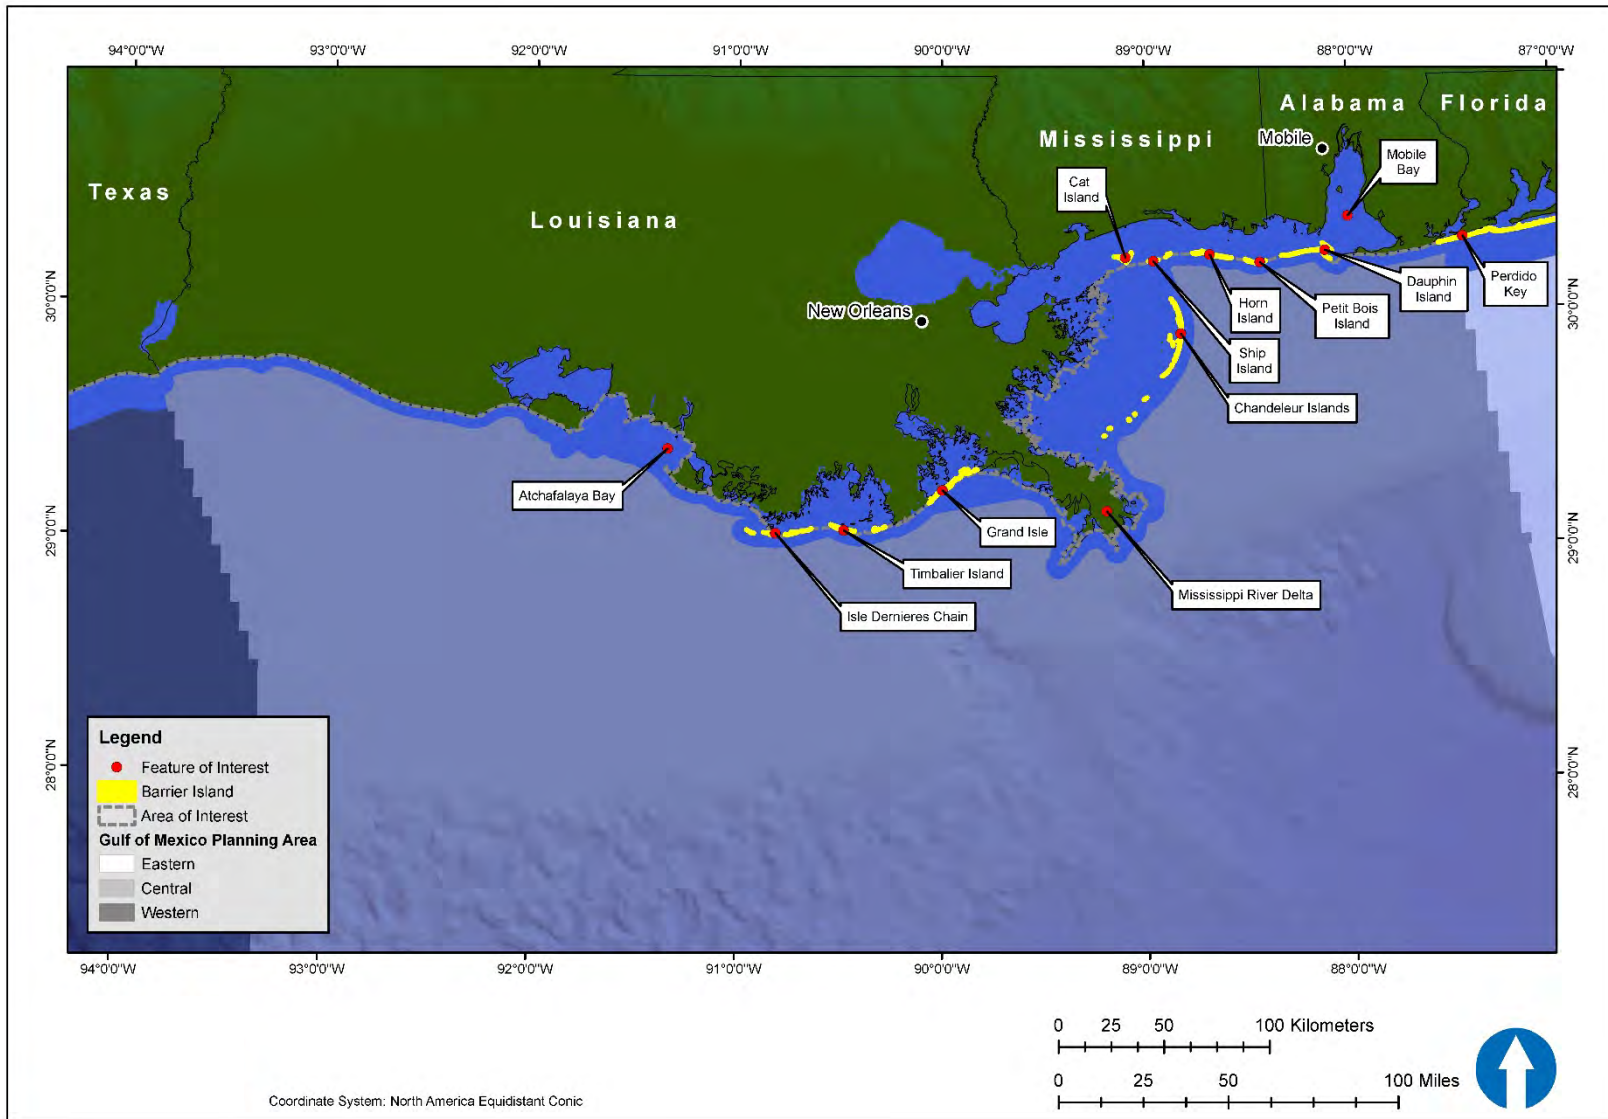 94°0'0"W
93°0'0"W
92°0'0"W
91°0'0"W
90°0'0"W
89°0'0"W
88°0'0"W
87°0'0"W
Texas
Louisiana
Mississippi
Alabama
Florida
Mobile
Mobile
Bay
Cat
Island
New Orleans
Horn
Island
Petit Bois
Island
Dauphin
Island
Perdido
Key
Ship
Island
Chandeleur Islands
Atchafalaya Bay
Grand Isle
Timbalier Island
Isle Dernieres Chain
Mississippi River Delta
30°0'0"N
29°0'0"N
28°0'0"N
30°0'0"N
29°0'0"N
28°0'0"N
Legend
Feature of Interest
Barrier Island
Area of Interest
Gulf of Mexico Planning Area
Eastern
Central
Western
94°0'0"W
93°0'0"W
92°0'0"W
91°0'0"W
90°0'0"W
89°0'0"W
88°0'0"W
0 25 50 100 Kilometers
0 25 50 100 Miles
Coordinate System: North America Equidistant Conic